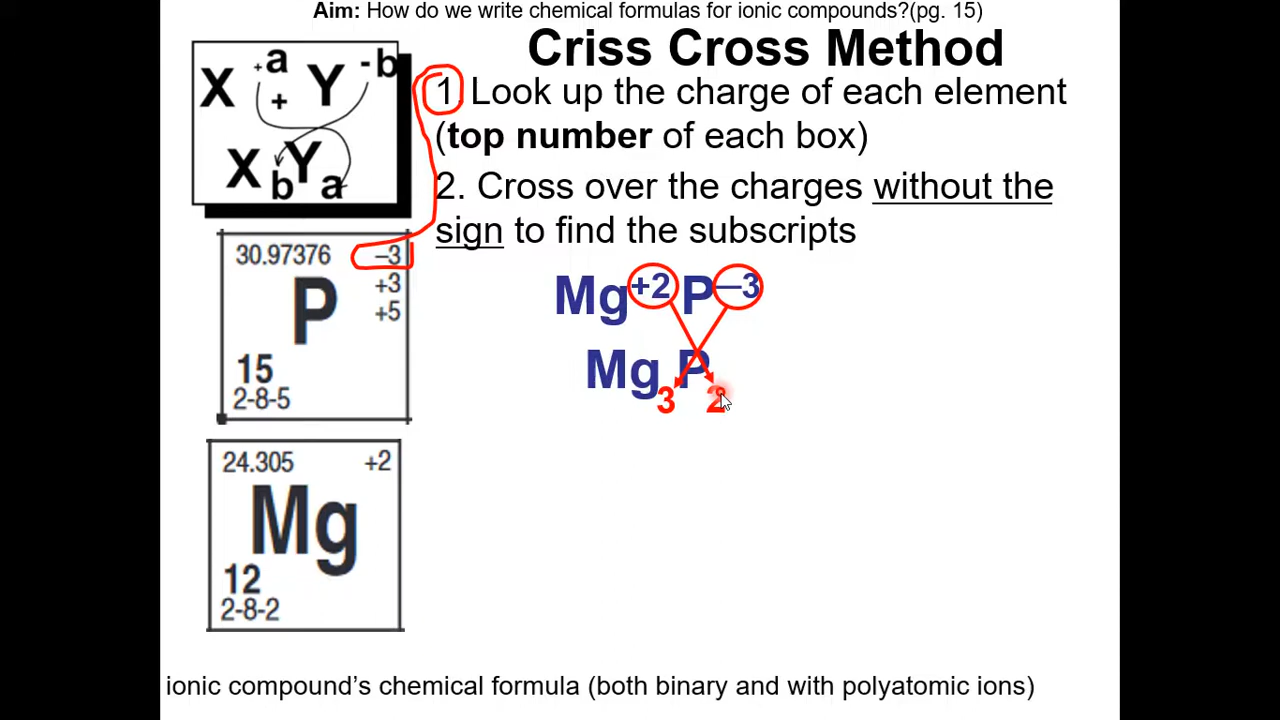 Aim: How do we write chemical formulas for ionic compounds?(pg. 15)
Criss Cross Method
X +a + Y -b
X b Y a
1. Look up the charge of each element
(top number of each box)
2. Cross over the charges without the
sign to find the subscripts
30.97376 –3
+3
P +5
15
2-8-5
Mg+2 P–3
Mg3P2
24.305 +2
Mg
12
2-8-2
ionic compound’s chemical formula (both binary and with polyatomic ions)